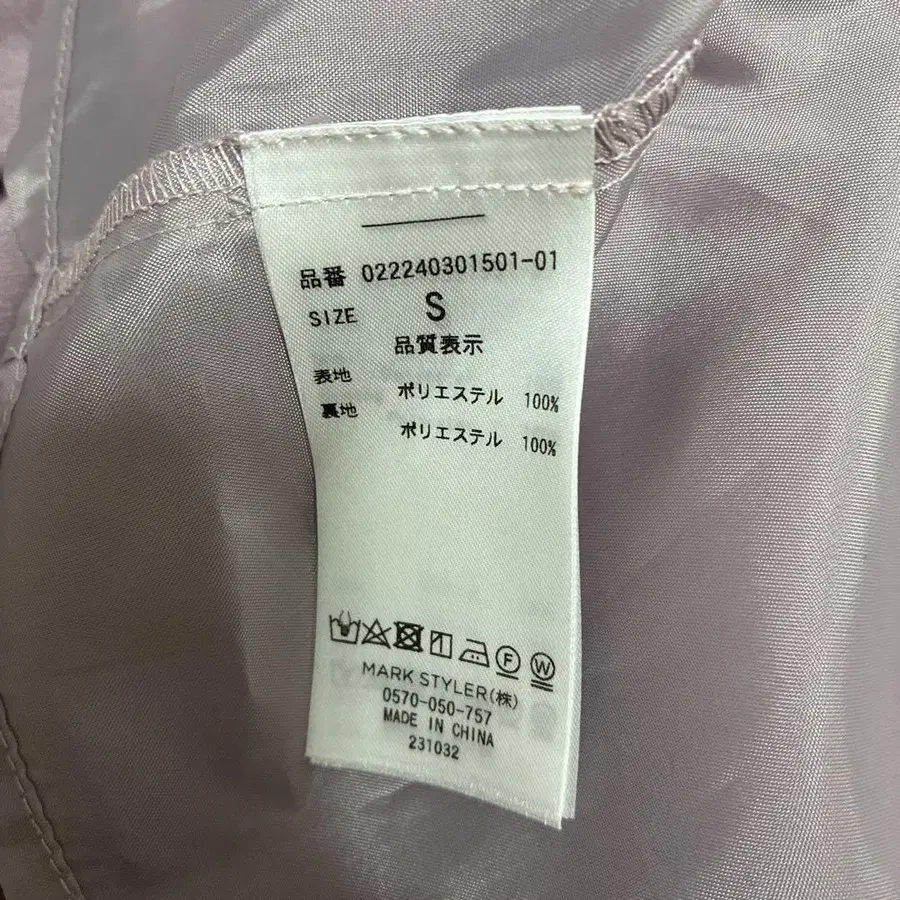 品番 022240301501-01
SIZE S
品質表示
表地 ポリエステル 100%
裏地 ポリエステル 100%
F W
MARK STYLER(株)
0570-050-757
MADE IN CHINA
231032